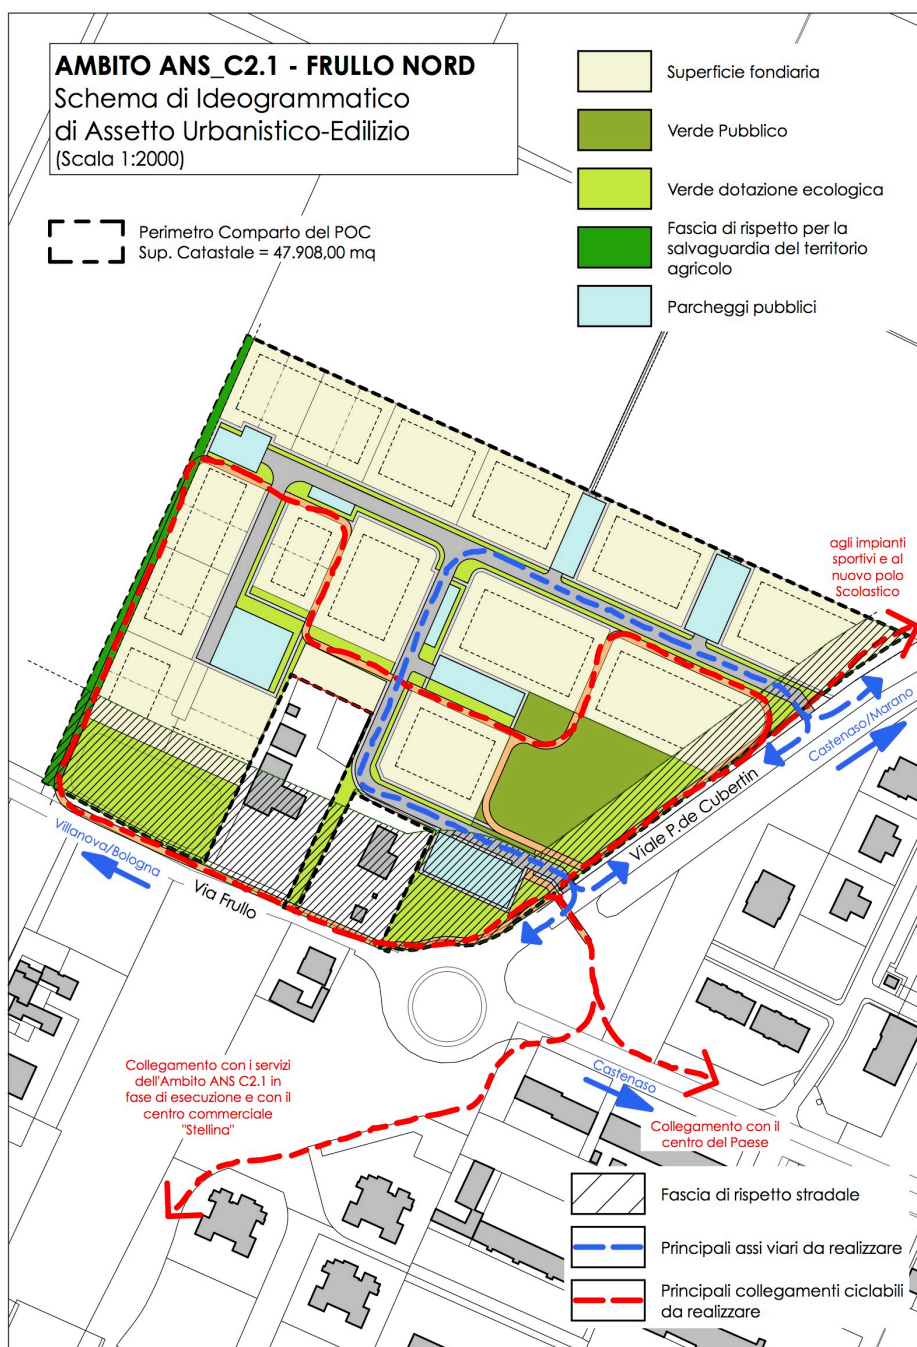 AMBITO ANS_C2.1 - FRULLO NORD
Schema di Ideogrammatico
di Assetto Urbanistico-Edilizio
(Scala 1:2000)
Perimetro Comparto del POC
Sup. Catastale = 47.908,00 mq
Superficie fondiaria
Verde Pubblico
Verde dotazione ecologica
Fascia di rispetto per la
salvaguardia del territorio
agricolo
Parcheggi pubblici
agli impianti
sportivi e al
nuovo polo
Scolastico
Castenaso/Marano
Viale P.de Cubertin
Villanova/Bologna
Via Frullo
Collegamento con i servizi
dell'Ambito ANS C2.1 in
fase di esecuzione e con il
centro commerciale
"Stellina"
Castenaso
Collegamento con il
centro del Paese
Fascia di rispetto stradale
Principali assi viari da realizzare
Principali collegamenti ciclabili
da realizzare